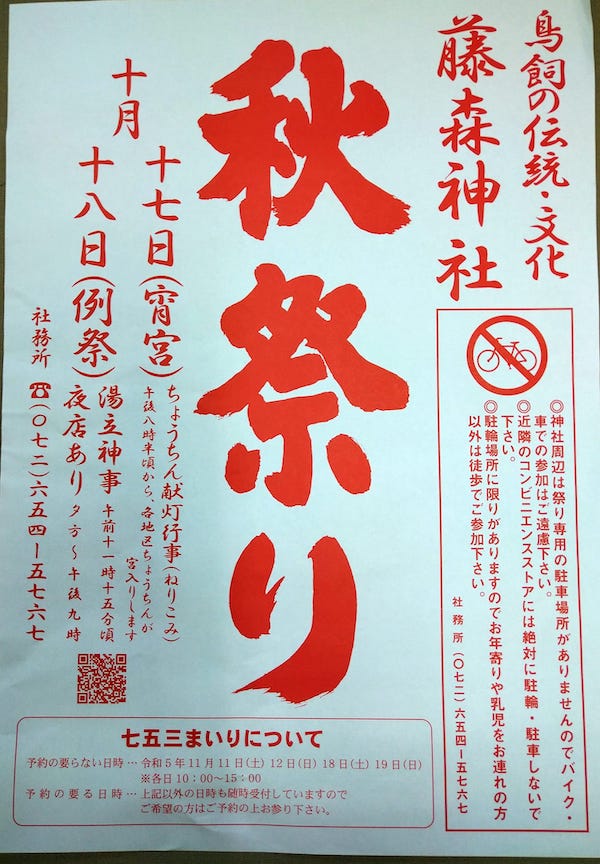 鳥飼の伝統・文化
藤森神社
秋祭り
十月
十七日(宵宮)
ちょうちん献灯行事(ねりこみ)
午後八時半頃から、各地区ちょうちんが
宮入りします
十八日(例祭)
湯立神事 午前十一時十五分頃
夜店あり 夕方〜午後九時
社務所 ☎(〇七二)六五四ー五七六七
◎神社周辺は祭り専用の駐車場所がありませんのでバイク・
車での参加はご遠慮下さい。
◎近隣のコンビニエンスストアには絶対に駐輪・駐車しないで
下さい。
◎駐輪場所に限りがありますのでお年寄りや乳児をお連れの方
以外は徒歩でご参加下さい。
社務所 (〇七二)六五四ー五七六七
七五三まいりについて
予約の要らない日時…令和5年11月11日(土) 12日(日) 18日(土) 19日(日)
※各日10:00〜15:00
予約の要る日時…上記以外の日時も随時受付していますので
ご希望の方はご予約の上お参り下さい。